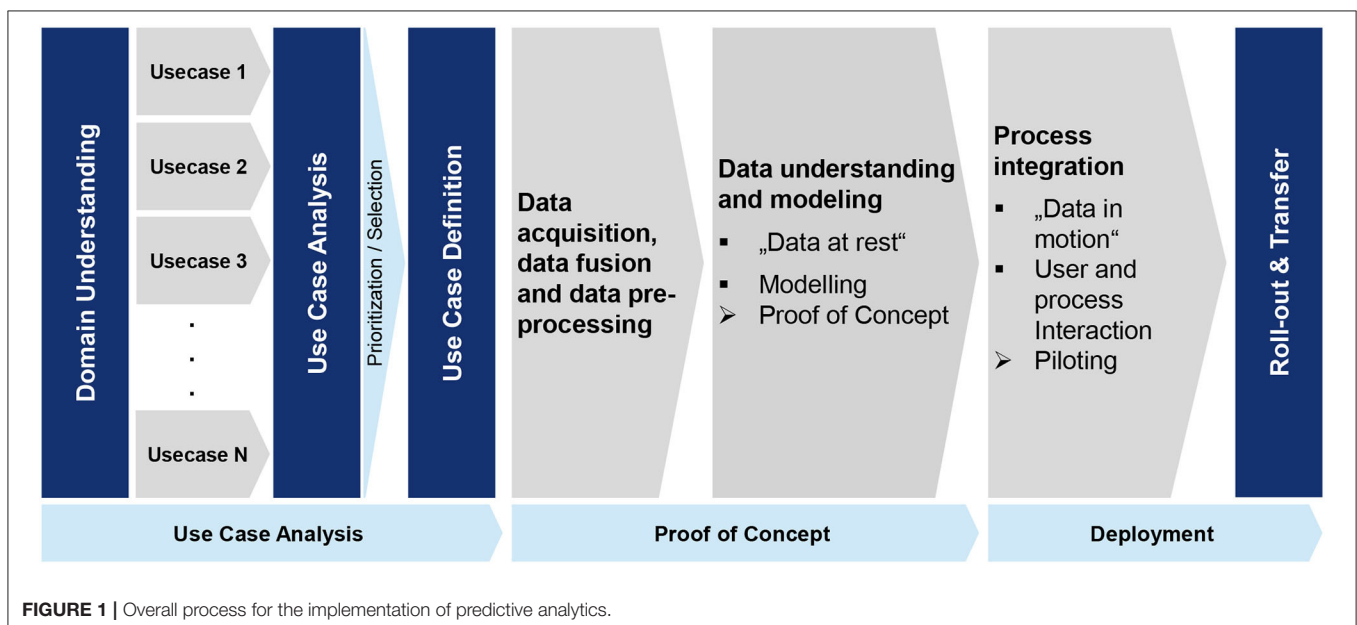 Domain Understanding
Usecase 1
Usecase 2
Usecase 3
.
.
.
Usecase N
Use Case Analysis
Prioritization / Selection
Use Case Definition
Data
acquisition,
data fusion
and data pre-
processing
Data understanding
and modeling
▪ „Data at rest“
▪ Modelling
➢ Proof of Concept
Process
integration
▪ „Data in
motion“
▪ User and
process
Interaction
➢ Piloting
Roll-out & Transfer
Use Case Analysis
Proof of Concept
Deployment
FIGURE 1 | Overall process for the implementation of predictive analytics.